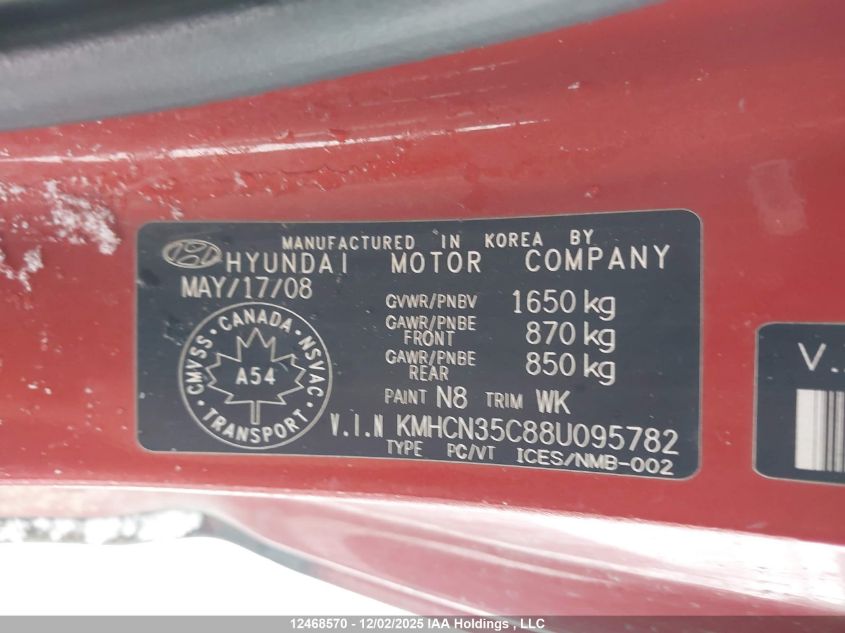 MANUFACTURED IN KOREA BY
HYUNDAI MOTOR COMPANY
MAY/17/08
GVWR/PNBV 1650 kg
GAWR/PNBE FRONT 870 kg
GAWR/PNBE REAR 850 kg
PAINT N8 TRIM WK
V.I.N KMHCN35C88U095782
TYPE PC/VT ICES/NMB-002
CMVSS · CANADA · NSVAC · TRANSPORT ·
A54
V.
12468570 - 12/02/2025 IAA Holdings , LLC